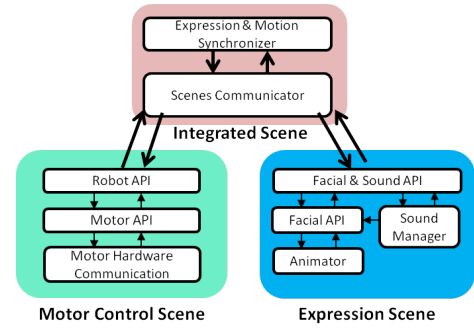 Expression & Motion
Synchronizer
Scenes Communicator
Integrated Scene
Robot API
Motor API
Motor Hardware
Communication
Motor Control Scene
Facial & Sound API
Facial API
Sound
Manager
Animator
Expression Scene